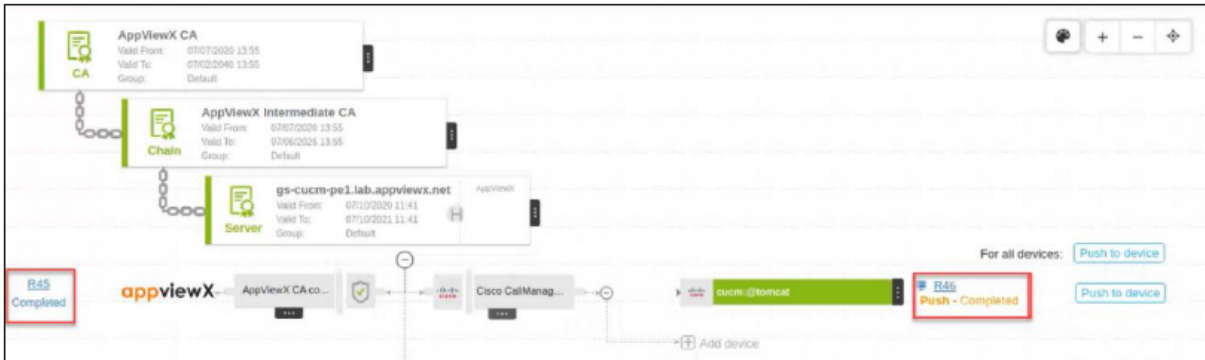 AppViewX CA
Valid From: 07/07/2020 13:55
Valid To: 07/02/2040 13:55
Group: Default
CA
AppViewX Intermediate CA
Valid From: 07/07/2020 13:55
Valid To: 07/06/2025 13:55
Group: Default
Chain
gs-cucm-pe1.lab.appviewx.net
AppViewX
Valid From: 07/10/2020 11:41
Valid To: 07/10/2021 11:41
Group: Default
H
Server
For all devices: Push to device
R45
Completed
appviewX
AppViewX CA co...
cisco
Cisco CallManag...
cisco
cucm:@tomcat
R46
Push - Completed
Push to device
Add device